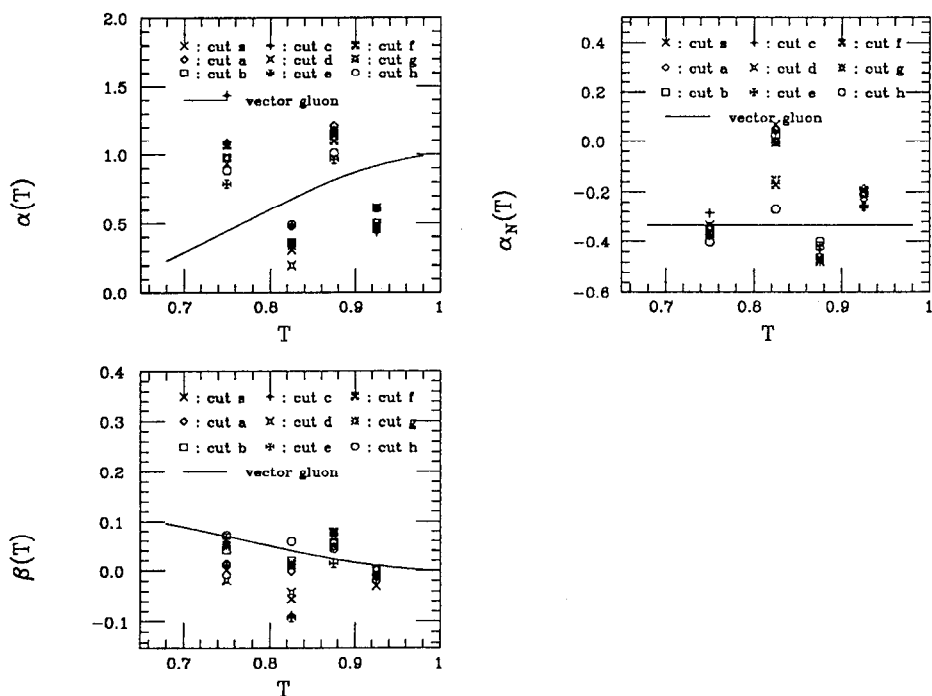 2.0
1.5
1.0
0.5
0.0
α(T)
× : cut s + : cut c ✖ : cut f
◇ : cut a ¤ : cut d ¤ : cut g
□ : cut b ✙ : cut e ○ : cut h
vector gluon
0.7 0.8 0.9 1
T
0.4
0.2
0.0
−0.2
−0.4
−0.6
α_N(T)
× : cut s + : cut c ✖ : cut f
◇ : cut a ¤ : cut d ¤ : cut g
□ : cut b ✙ : cut e ○ : cut h
vector gluon
0.7 0.8 0.9 1
T
0.4
0.3
0.2
0.1
0.0
−0.1
β(T)
× : cut s + : cut c ✖ : cut f
◇ : cut a ¤ : cut d ¤ : cut g
□ : cut b ✙ : cut e ○ : cut h
vector gluon
0.7 0.8 0.9 1
T